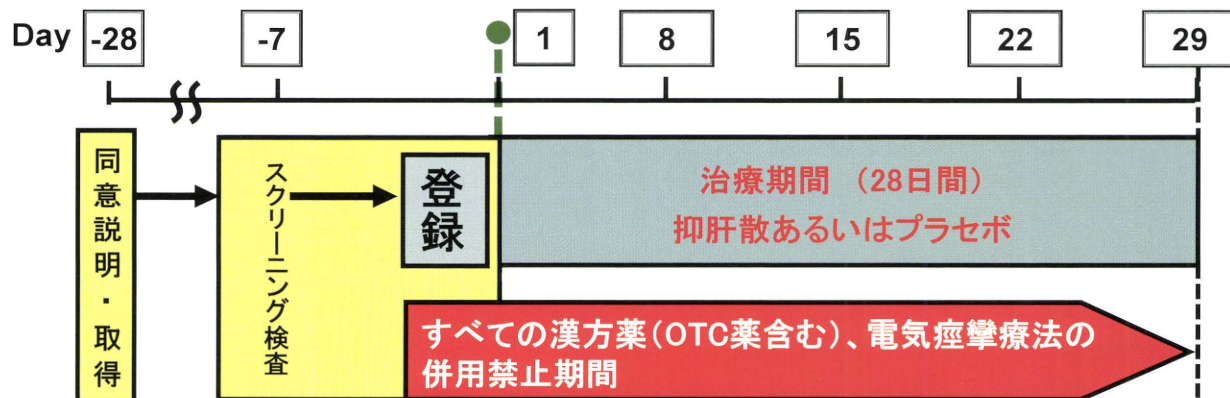 Day -28 -7 1 8 15 22 29
同意説明・取得
スクリーニング検査
登録
治療期間 (28日間)
抑肝散あるいはプラセボ
すべての漢方薬(OTC薬含む)、電気痙攣療法の
併用禁止期間